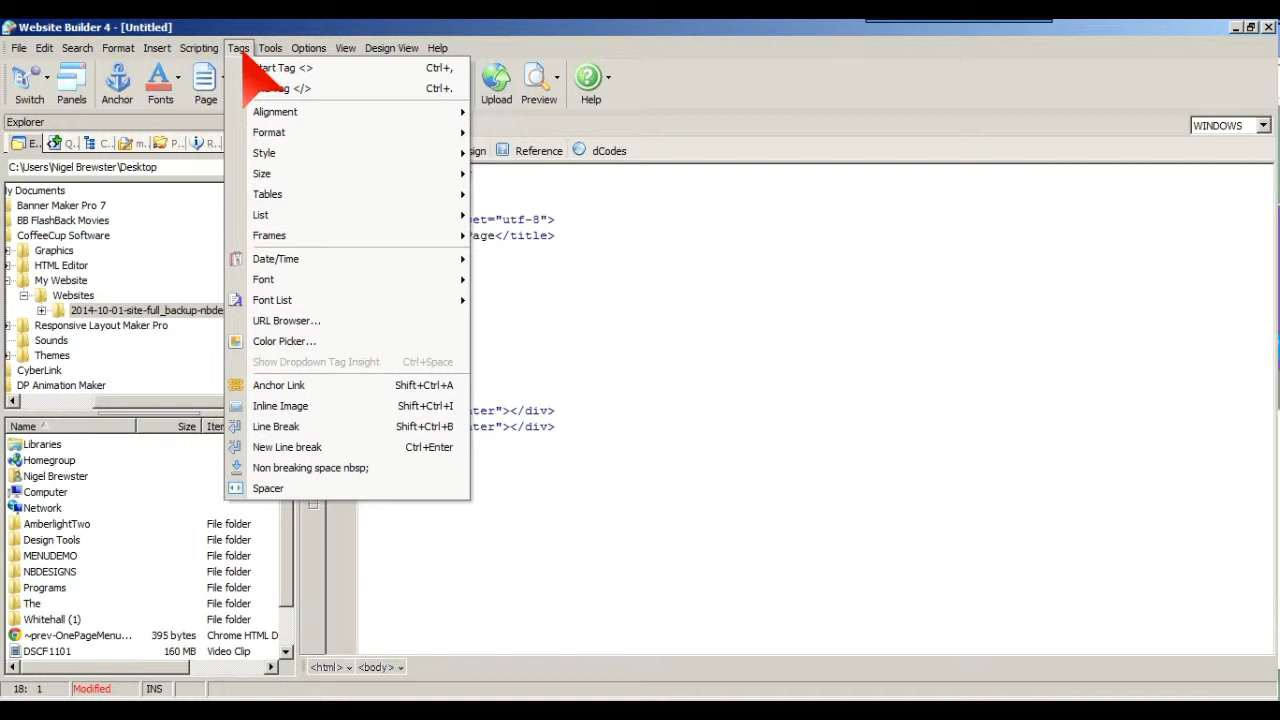 Website Builder 4 - [Untitled]
File Edit Search Format Insert Scripting Tags Tools Options View Design View Help
Switch Panels Anchor Fonts Page Upload Preview Help
Explorer
WINDOWS
E.. Q. C.. m. P.. R..
Reference dCodes
C:\Users\Nigel Brewster\Desktop
ly Documents
Banner Maker Pro 7
BB FlashBack Movies
CoffeeCup Software
Graphics
HTML Editor
My Website
Websites
2014-10-01-site-full_backup-nbde
Responsive Layout Maker Pro
Sounds
Themes
CyberLink
DP Animation Maker
Name Size
Libraries
Homegroup
Nigel Brewster
Computer
Network
AmberlightTwo File folder
Design Tools File folder
MENUDEMO File folder
NBDESIGNS File folder
Programs File folder
The File folder
Whitehall (1) File folder
~prev-OnePageMenu... 395 bytes Chrome HTML D
DSCF1101 160 MB Video Clip
tart Tag <> Ctrl+,
</> Ctrl+.
Alignment
Format
Style
Size
Tables
List
Frames
Date/Time
Font
Font List
URL Browser...
Color Picker...
Show Dropdown Tag Insight Ctrl+Space
Anchor Link Shift+Ctrl+A
Inline Image Shift+Ctrl+I
Line Break Shift+Ctrl+B
New Line break Ctrl+Enter
Non breaking space nbsp;
Spacer
et="utf-8">
Page</title>
ter"></div>
ter"></div>
<html> <body>
18: 1 Modified INS